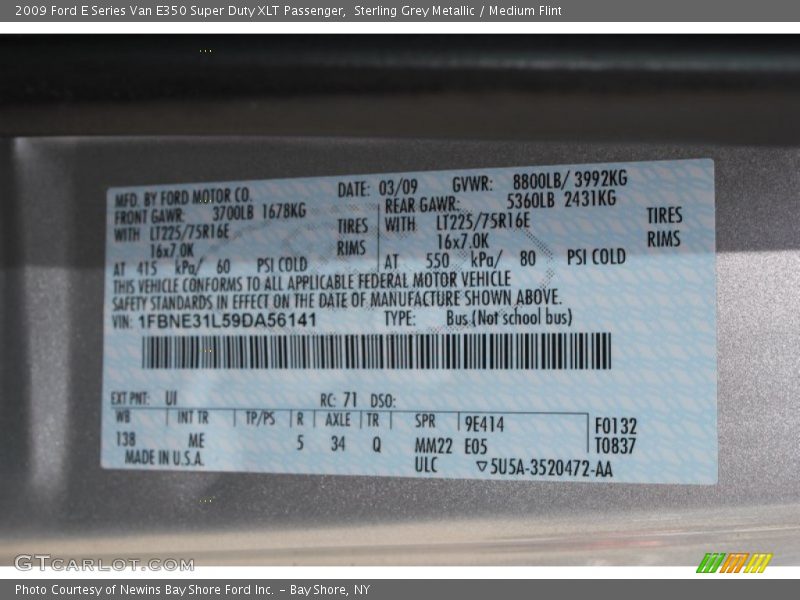 2009 Ford E Series Van E350 Super Duty XLT Passenger,  Sterling Grey Metallic / Medium Flint
MFD. BY FORD MOTOR CO. DATE: 03/09 GVWR: 8800LB/ 3992KG
FRONT GAWR: 3700LB 1678KG REAR GAWR: 5360LB 2431KG
WITH LT225/75R16E TIRES WITH LT225/75R16E TIRES
16x7.0K RIMS 16x7.0K RIMS
AT 415 kPa/ 60 PSI COLD AT 550 kPa/ 80 PSI COLD
THIS VEHICLE CONFORMS TO ALL APPLICABLE FEDERAL MOTOR VEHICLE
SAFETY STANDARDS IN EFFECT ON THE DATE OF MANUFACTURE SHOWN ABOVE.
VIN: 1FBNE31L59DA56141 TYPE: Bus (Not school bus)
EXT PNT: UI RC: 71 DSO:
WB INT TR TP/PS R AXLE TR SPR 9E414 F0132
138 ME 5 34 Q MM22 E05 T0837
MADE IN U.S.A. ULC 5U5A-3520472-AA
GTCARLOT.COM
Photo Courtesy of Newins Bay Shore Ford Inc. - Bay Shore, NY